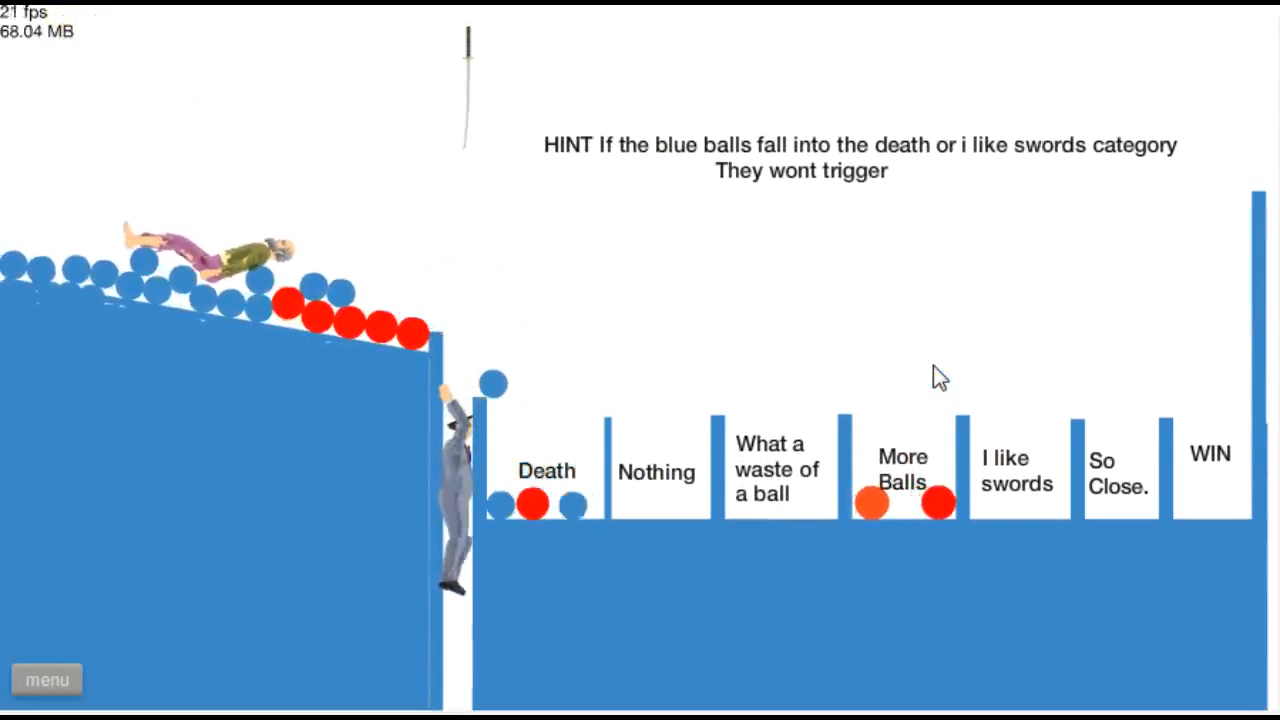 21 fps
68.04 MB
HINT If the blue balls fall into the death or i like swords category
They wont trigger
Death
Nothing
What a
waste of
a ball
More
Balls
I like
swords
So
Close.
WIN
menu